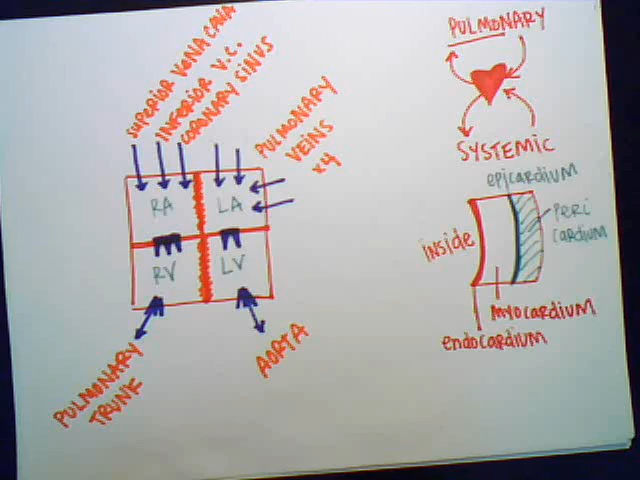 SUPERIOR VENA CAVA
INFERIOR V.C.
CORONARY SINUS
PULMONARY
VEINS
x4
RA
LA
RV
LV
PULMONARY
TRUNK
AORTA
PULMONARY
SYSTEMIC
epicardium
PERI
CARDIUM
inside
myocardium
endocardium